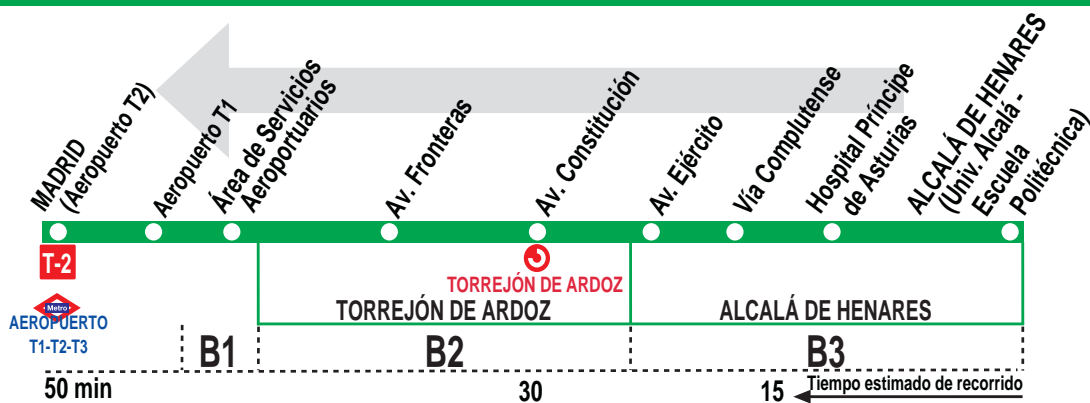 MADRID
(Aeropuerto T2)
Aeropuerto T1
Área de Servicios
Aeroportuarios
Av. Fronteras
Av. Constitución
Av. Ejército
Vía Complutense
Hospital Príncipe
de Asturias
ALCALÁ DE HENARES
(Univ. Alcalá -
Escuela
Politécnica)
T-2
Metro
AEROPUERTO
T1-T2-T3
TORREJÓN DE ARDOZ
TORREJÓN DE ARDOZ
ALCALÁ DE HENARES
B1
B2
B3
50 min
30
15
Tiempo estimado de recorrido